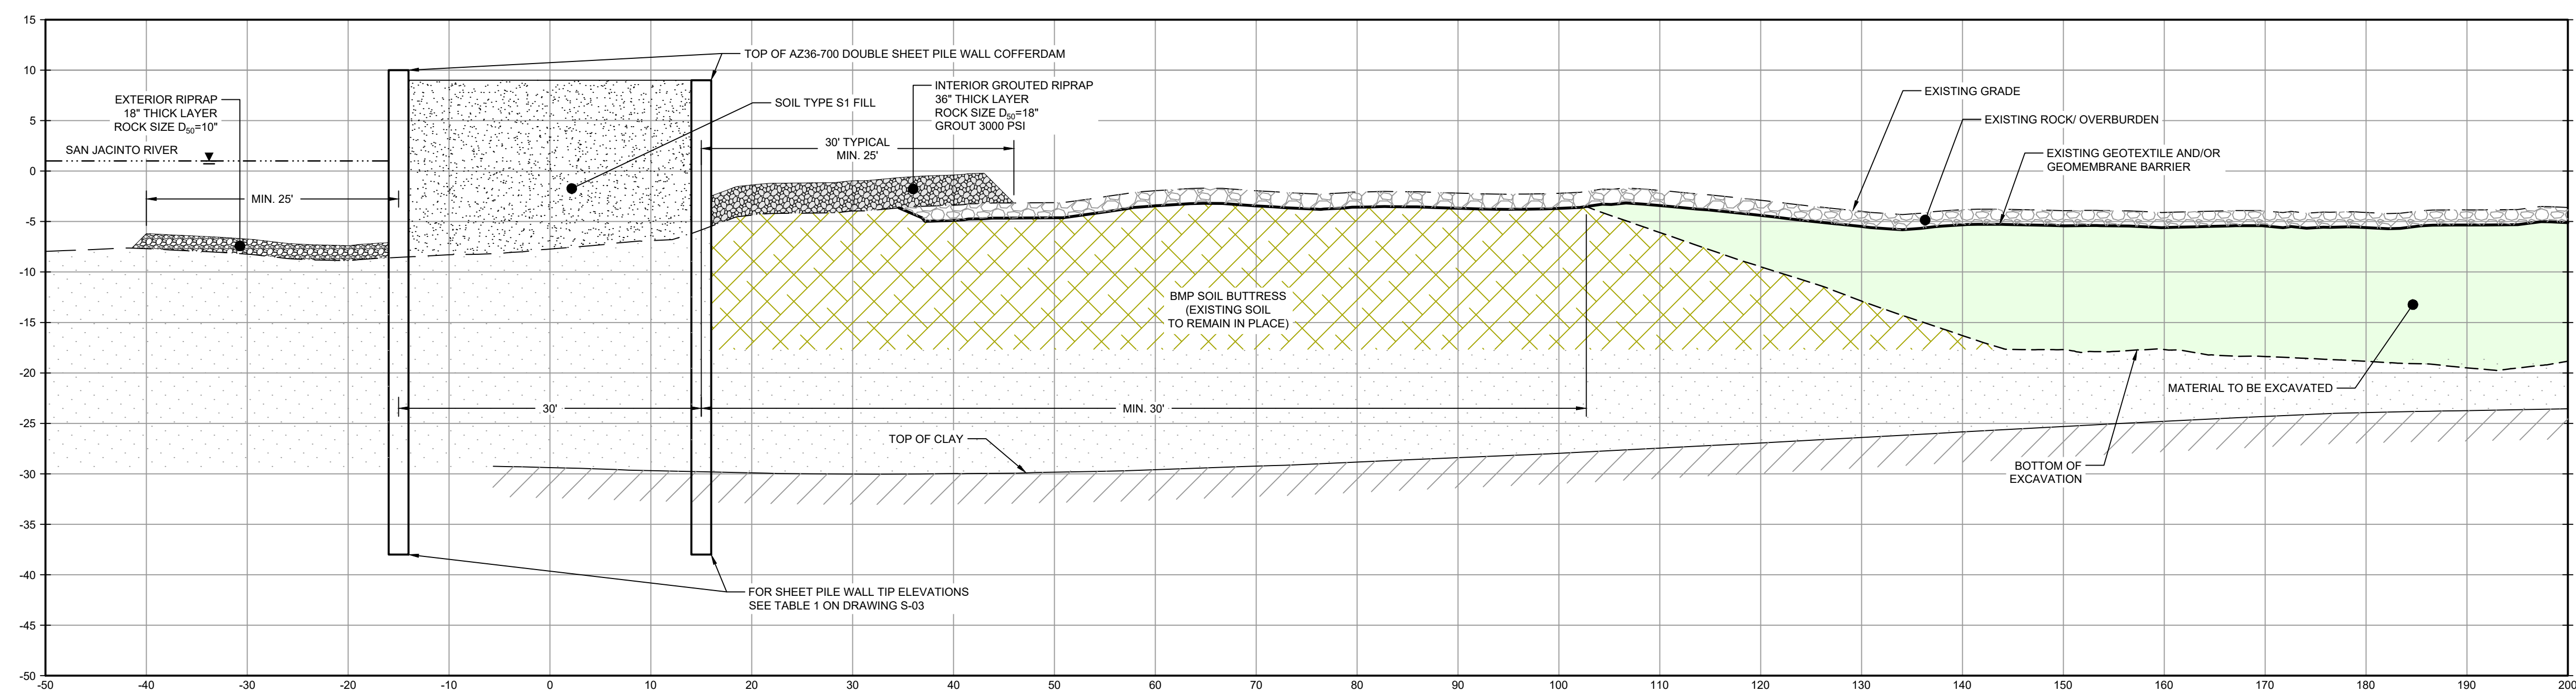 TOP OF AZ36-700 DOUBLE SHEET PILE WALL COFFERDAM
EXTERIOR RIPRAP
18" THICK LAYER
ROCK SIZE D50=10"
SAN JACINTO RIVER
MIN. 25'
SOIL TYPE S1 FILL
INTERIOR GROUTED RIPRAP
36" THICK LAYER
ROCK SIZE D50=18"
GROUT 3000 PSI
30' TYPICAL
MIN. 25'
EXISTING GRADE
EXISTING ROCK/ OVERBURDEN
EXISTING GEOTEXTILE AND/OR
GEOMEMBRANE BARRIER
BMP SOIL BUTTRESS
(EXISTING SOIL
TO REMAIN IN PLACE)
MATERIAL TO BE EXCAVATED
30'
MIN. 30'
TOP OF CLAY
BOTTOM OF
EXCAVATION
FOR SHEET PILE WALL TIP ELEVATIONS
SEE TABLE 1 ON DRAWING S-03
15
10
5
0
-5
-10
-15
-20
-25
-30
-35
-40
-45
-50
-50 -40 -30 -20 -10 0 10 20 30 40 50 60 70 80 90 100 110 120 130 140 150 160 170 180 190 200